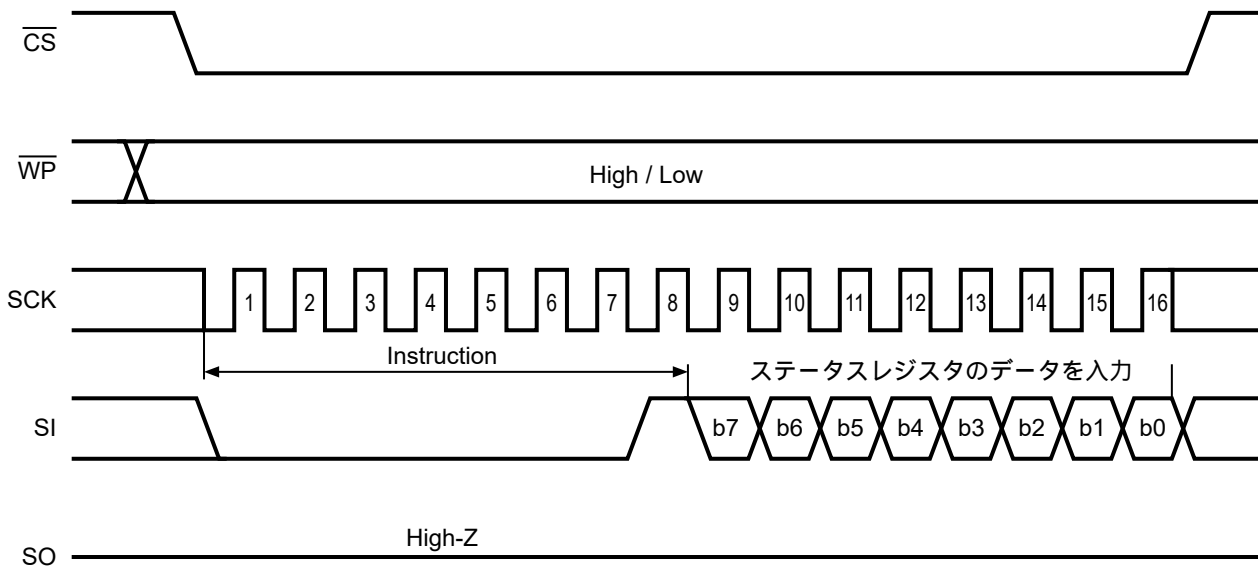 CS
WP
High / Low
SCK
1 2 3 4 5 6 7 8 9 10 11 12 13 14 15 16
Instruction
ステータスレジスタのデータを入力
SI
b7 b6 b5 b4 b3 b2 b1 b0
High-Z
SO